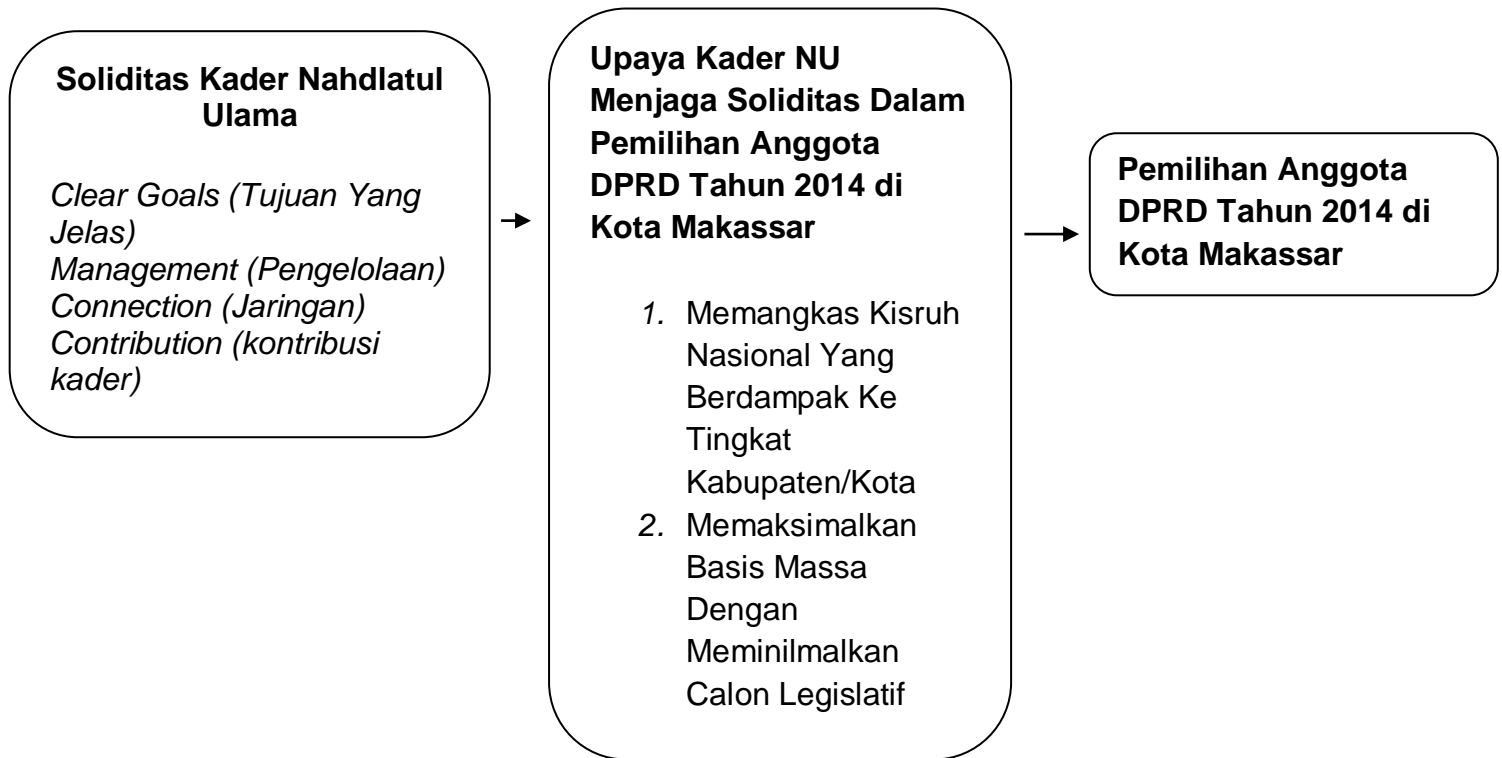 Soliditas Kader Nahdlatul
Ulama
Clear Goals (Tujuan Yang
Jelas)
Management (Pengelolaan)
Connection (Jaringan)
Contribution (kontribusi
kader)
Upaya Kader NU
Menjaga Soliditas Dalam
Pemilihan Anggota
DPRD Tahun 2014 di
Kota Makassar
1. Memangkas Kisruh
Nasional Yang
Berdampak Ke
Tingkat
Kabupaten/Kota
2. Memaksimalkan
Basis Massa
Dengan
Meminilmalkan
Calon Legislatif
Pemilihan Anggota
DPRD Tahun 2014 di
Kota Makassar